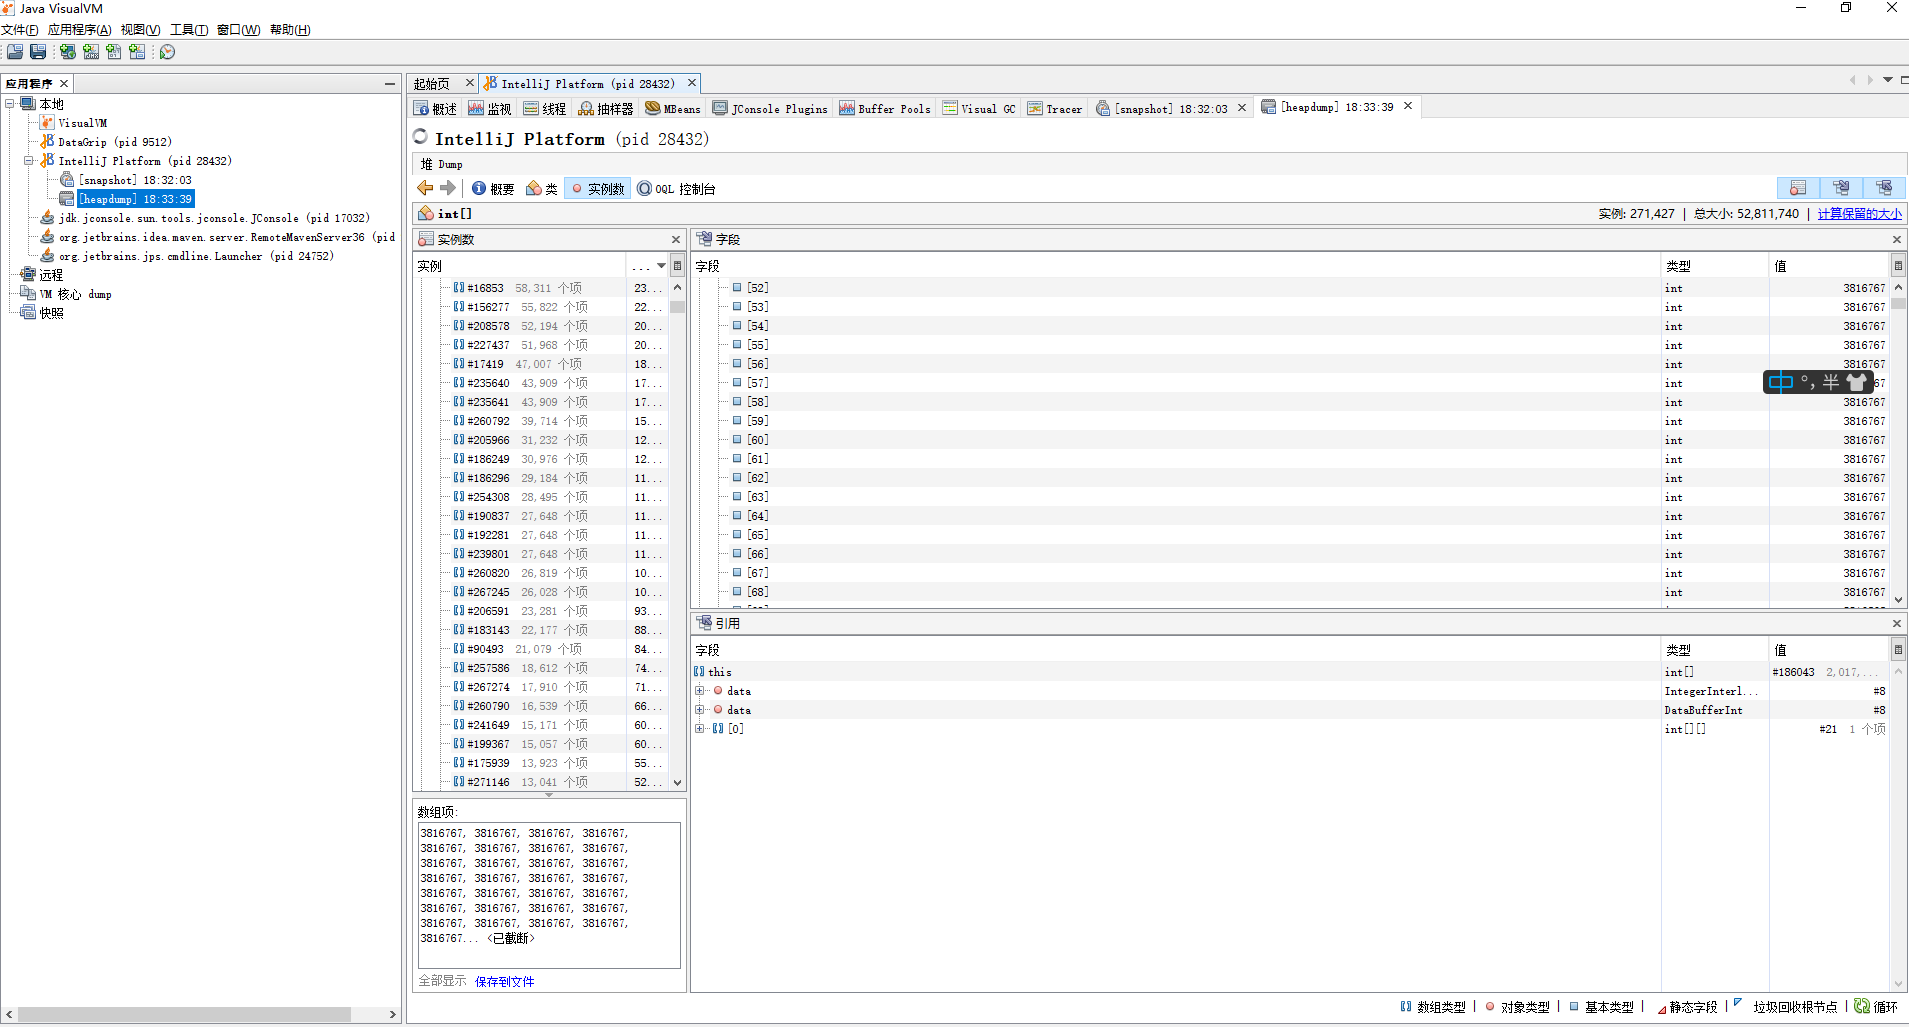 Java VisualVM
文件(F) 应用程序(A) 视图(V) 工具(T) 窗口(W) 帮助(H)
应用程序
本地
VisualVM
DataGrip (pid 9512)
IntelliJ Platform (pid 28432)
[snapshot] 18:32:03
[heapdump] 18:33:39
jdk.jconsole.sun.tools.jconsole.JConsole (pid 17032)
org.jetbrains.idea.maven.server.RemoteMavenServer36 (pid
org.jetbrains.jps.cmdline.Launcher (pid 24752)
远程
VM 核心 dump
快照
起始页 IntelliJ Platform (pid 28432)
概述 监视 线程 抽样器 MBeans JConsole Plugins Buffer Pools Visual GC Tracer [snapshot] 18:32:03 [heapdump] 18:33:39
IntelliJ Platform (pid 28432)
堆 Dump
概要 类 实例数 OQL 控制台
int[] 实例: 271,427 | 总大小: 52,811,740 | 计算保留的大小
实例数
实例 ...
#16853 58,311 个项 23...
#156277 55,822 个项 22...
#208578 52,194 个项 20...
#227437 51,968 个项 20...
#17419 47,007 个项 18...
#235640 43,909 个项 17...
#235641 43,909 个项 17...
#260792 39,714 个项 15...
#205966 31,232 个项 12...
#186249 30,976 个项 12...
#186296 29,184 个项 11...
#254308 28,495 个项 11...
#190837 27,648 个项 11...
#192281 27,648 个项 11...
#239801 27,648 个项 11...
#260820 26,819 个项 10...
#267245 26,028 个项 10...
#206591 23,281 个项 93...
#183143 22,177 个项 88...
#90493 21,079 个项 84...
#257586 18,612 个项 74...
#267274 17,910 个项 71...
#260790 16,539 个项 66...
#241649 15,171 个项 60...
#199367 15,057 个项 60...
#175939 13,923 个项 55...
#271146 13,041 个项 52...
数组项:
3816767, 3816767, 3816767, 3816767,
3816767, 3816767, 3816767, 3816767,
3816767, 3816767, 3816767, 3816767,
3816767, 3816767, 3816767, 3816767,
3816767, 3816767, 3816767, 3816767,
3816767, 3816767, 3816767, 3816767,
3816767, 3816767, 3816767, 3816767,
3816767... <已截断>
全部显示 保存到文件
字段
字段 类型 值
[52] int 3816767
[53] int 3816767
[54] int 3816767
[55] int 3816767
[56] int 3816767
[57] int 67
[58] int 3816767
[59] int 3816767
[60] int 3816767
[61] int 3816767
[62] int 3816767
[63] int 3816767
[64] int 3816767
[65] int 3816767
[66] int 3816767
[67] int 3816767
[68] int 3816767
中 °, 半
引用
字段 类型 值
this int[] #186043 2,017,...
data IntegerInterl... #8
data DataBufferInt #8
[0] int[][] #21 1 个项
数组类型 | 对象类型 | 基本类型 | 静态字段 | 垃圾回收根节点 | 循环